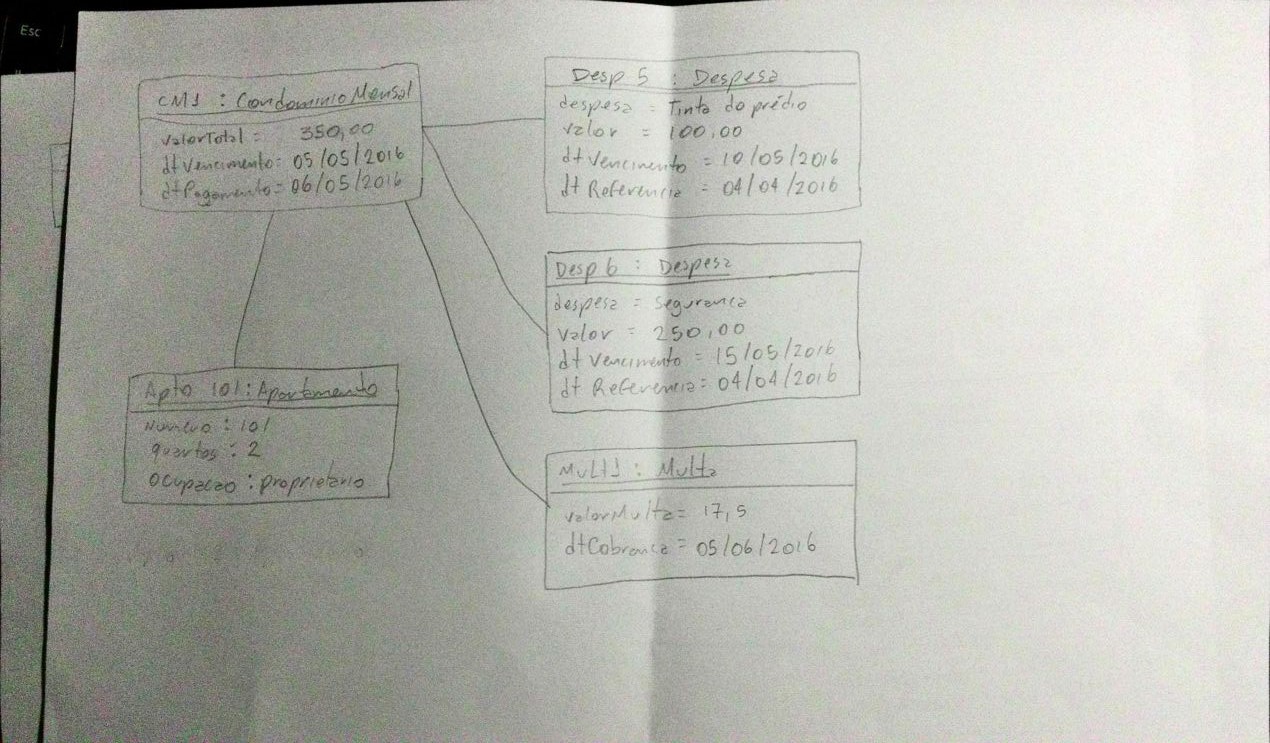 Esc
CM1 : CondominioMensal
valorTotal = 350,00
dtVencimento = 05/05/2016
dtPagamento = 06/05/2016
Desp 5 : Despesa
despesa = Tinta do prédio
valor = 100,00
dtVencimento = 10/05/2016
dtReferencia = 04/04/2016
Desp 6 : Despesa
despesa = seguranca
valor = 250,00
dtVencimento = 15/05/2016
dtReferencia = 04/04/2016
Apto 101 : Apartamento
Numero : 101
quartos : 2
ocupacao : proprietario
Mult1 : Multa
valorMulta = 17,5
dtCobranca = 05/06/2016